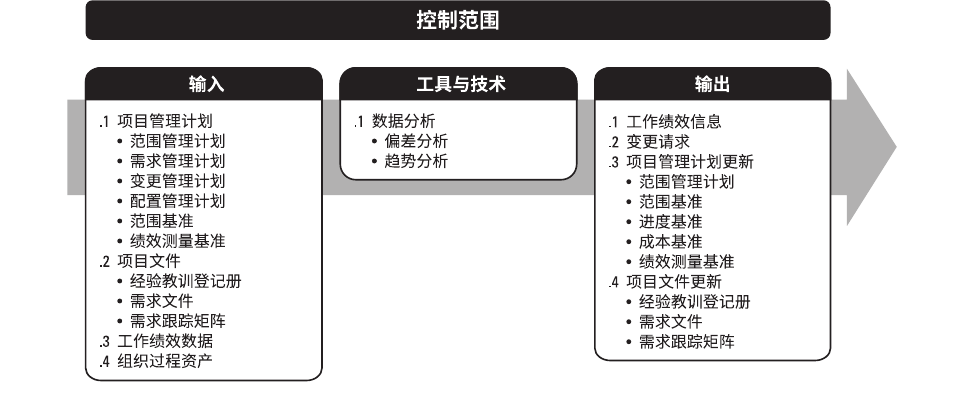 控制范围
输入
.1 项目管理计划
• 范围管理计划
• 需求管理计划
• 变更管理计划
• 配置管理计划
• 范围基准
• 绩效测量基准
.2 项目文件
• 经验教训登记册
• 需求文件
• 需求跟踪矩阵
.3 工作绩效数据
.4 组织过程资产
工具与技术
.1 数据分析
• 偏差分析
• 趋势分析
输出
.1 工作绩效信息
.2 变更请求
.3 项目管理计划更新
• 范围管理计划
• 范围基准
• 进度基准
• 成本基准
• 绩效测量基准
.4 项目文件更新
• 经验教训登记册
• 需求文件
• 需求跟踪矩阵